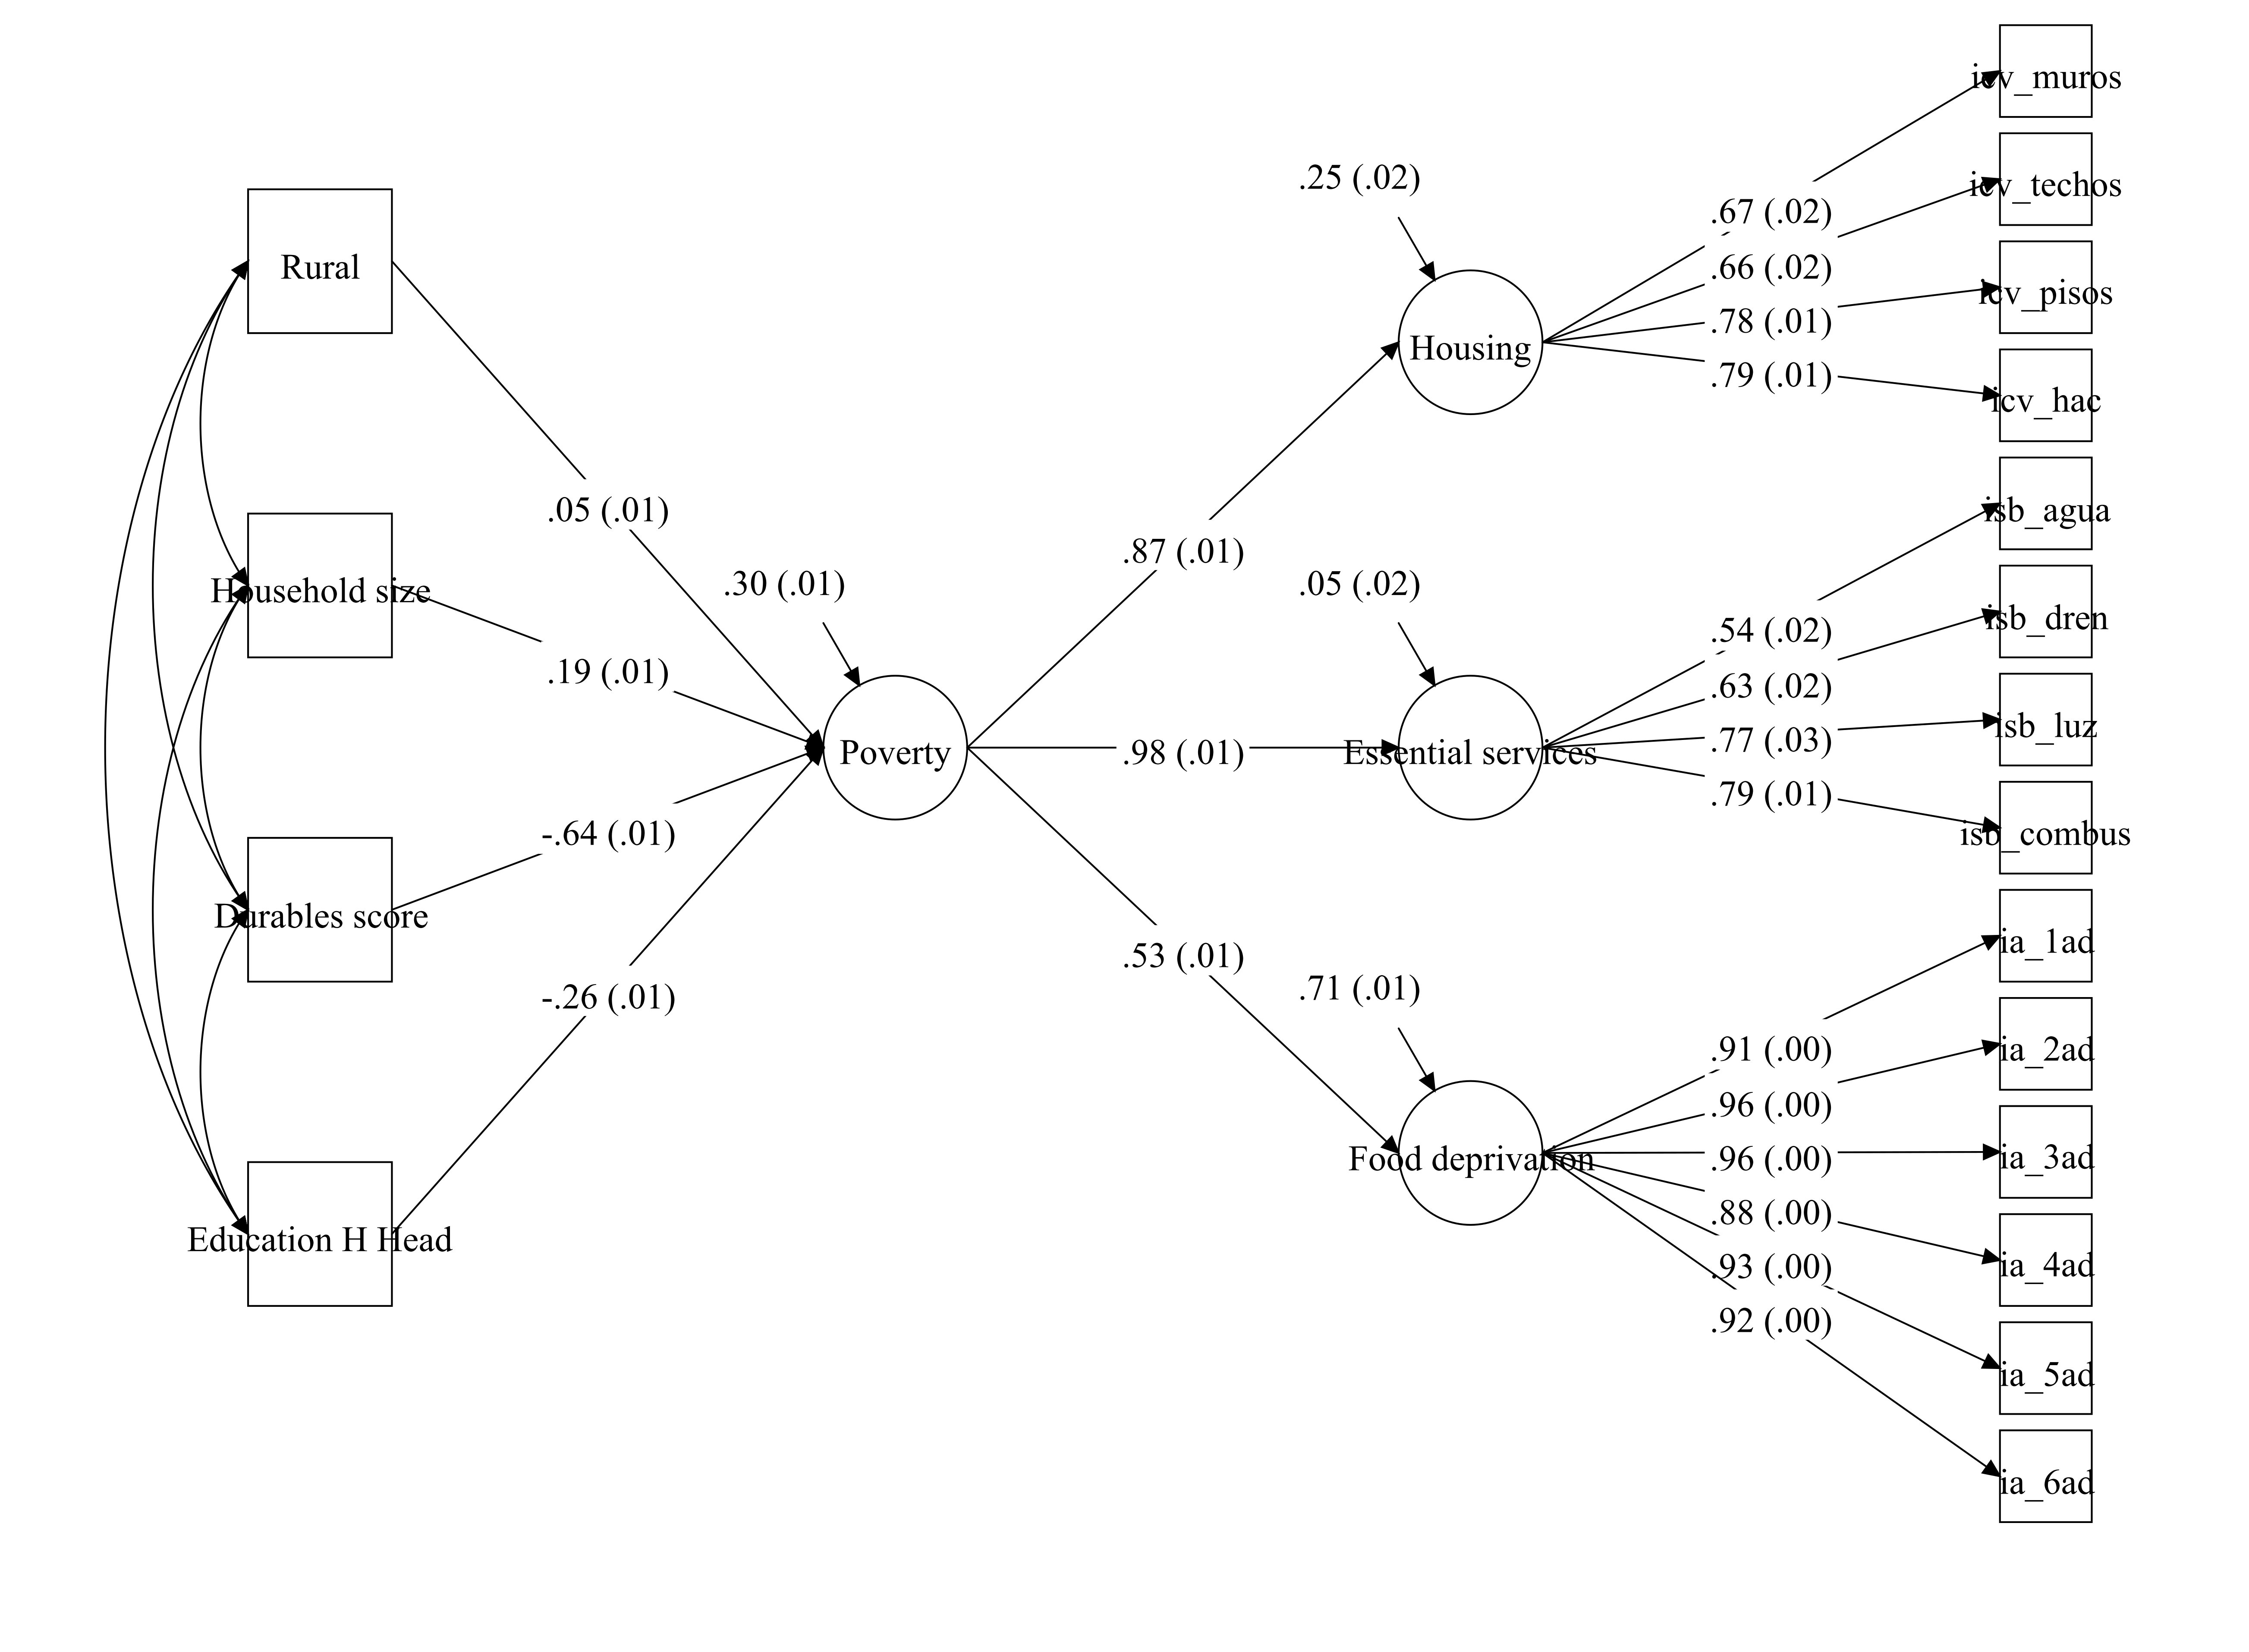 Rural
Household size
Durables score
Education H Head
.05 (.01)
.19 (.01)
-.64 (.01)
-.26 (.01)
.30 (.01)
Poverty
.87 (.01)
.98 (.01)
.53 (.01)
.25 (.02)
Housing
.05 (.02)
Essential services
.71 (.01)
Food deprivation
.67 (.02)
.66 (.02)
.78 (.01)
.79 (.01)
.54 (.02)
.63 (.02)
.77 (.03)
.79 (.01)
.91 (.00)
.96 (.00)
.96 (.00)
.88 (.00)
.93 (.00)
.92 (.00)
icv_muros
icv_techos
icv_pisos
icv_hac
isb_agua
isb_dren
isb_luz
isb_combus
ia_1ad
ia_2ad
ia_3ad
ia_4ad
ia_5ad
ia_6ad